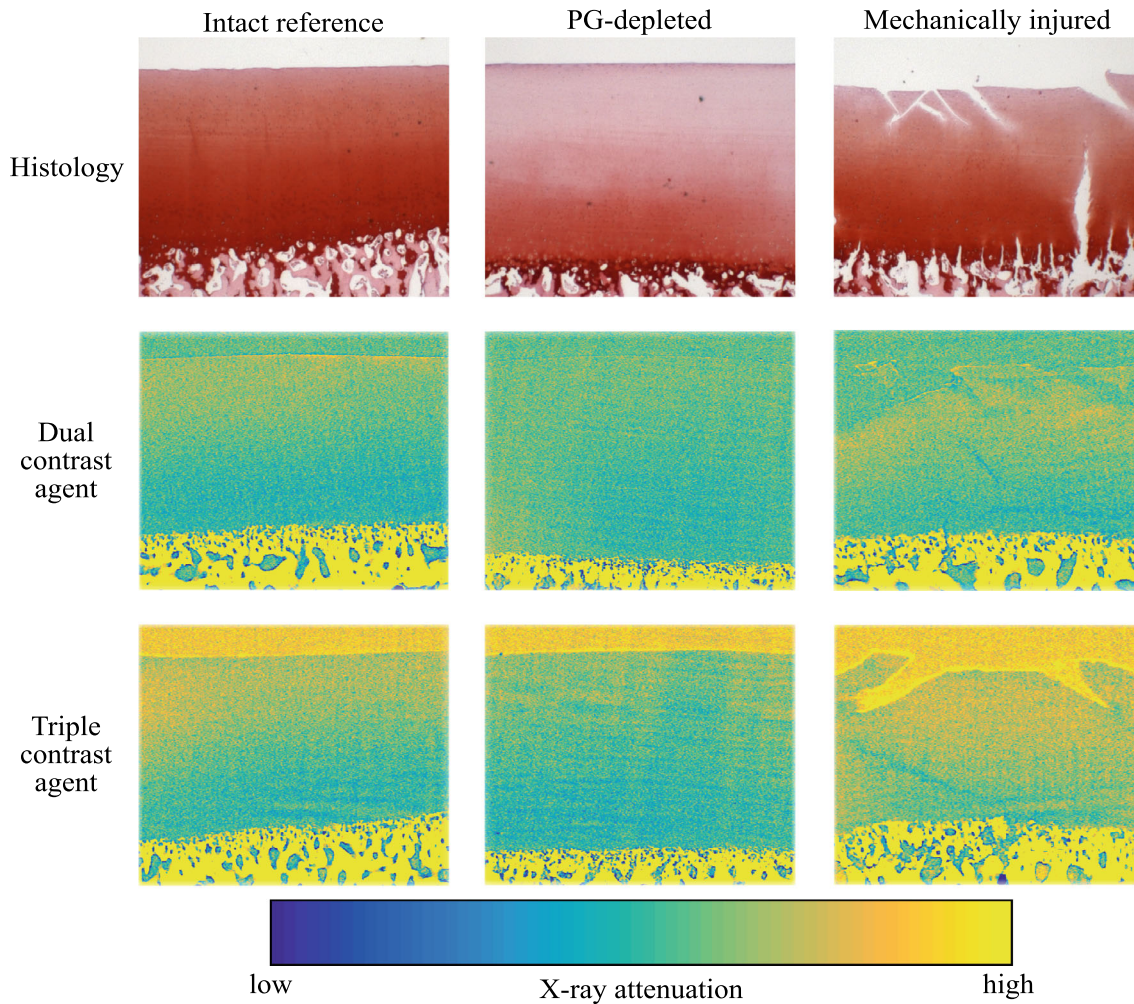 Intact reference
PG-depleted
Mechanically injured
Histology
Dual
contrast
agent
Triple
contrast
agent
low
X-ray attenuation
high